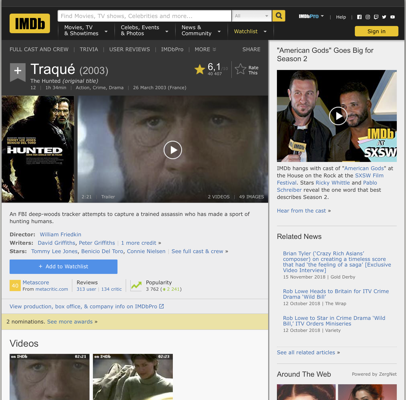 IMDb
Find Movies, TV shows, Celebrities and more...
All
Movies, TV
& Showtimes
Celebs, Events
& Photos
News &
Community
Watchlist
IMDbPro
Help
Sign in
FULL CAST AND CREW
TRIVIA
USER REVIEWS
IMDbPro
MORE
SHARE
Traqué (2003)
The Hunted (original title)
6,1
Rate
This
12 | 1h 34min | Action, Crime, Drama | 26 March 2003 (France)
HUNTED
2:21 Trailer
2 VIDEOS | 49 IMAGES
An FBI deep-woods tracker attempts to capture a trained assassin who has made a sport of
hunting humans.
Director: William Friedkin
Writers: David Griffiths, Peter Griffiths | 1 more credit »
Stars: Tommy Lee Jones, Benicio Del Toro, Connie Nielsen | See full cast & crew »
+ Add to Watchlist
Metascore
From metacritic.com
Reviews
313 user | 134 critic
Popularity
View production, box office, & company info on IMDbPro
2 nominations. See more awards »
Videos
"American Gods" Goes Big for
Season 2
IMDb
AT
SXSW
IMDb hangs with cast of "American Gods" at
the House on the Rock at the SXSW Film
Festival. Stars Ricky Whittle and Pablo
Schreiber reveal the one word that best
describes Season 2.
Hear from the cast »
Related News
Brian Tyler ('Crazy Rich Asians'
composer) on creating a timeless
score that had 'the feeling of a saga' [Exclusive
Video Interview]
15 November 2018 | Gold Derby
Rob Lowe Heads to Britain for ITV Crime
Drama 'Wild Bill'
12 October 2018 | The Wrap
Rob Lowe to Star in Crime Drama 'Wild
Bill,' ITV Orders Miniseries
12 October 2018 | Variety
See all related articles »
Around The Web
Powered by ZergNet